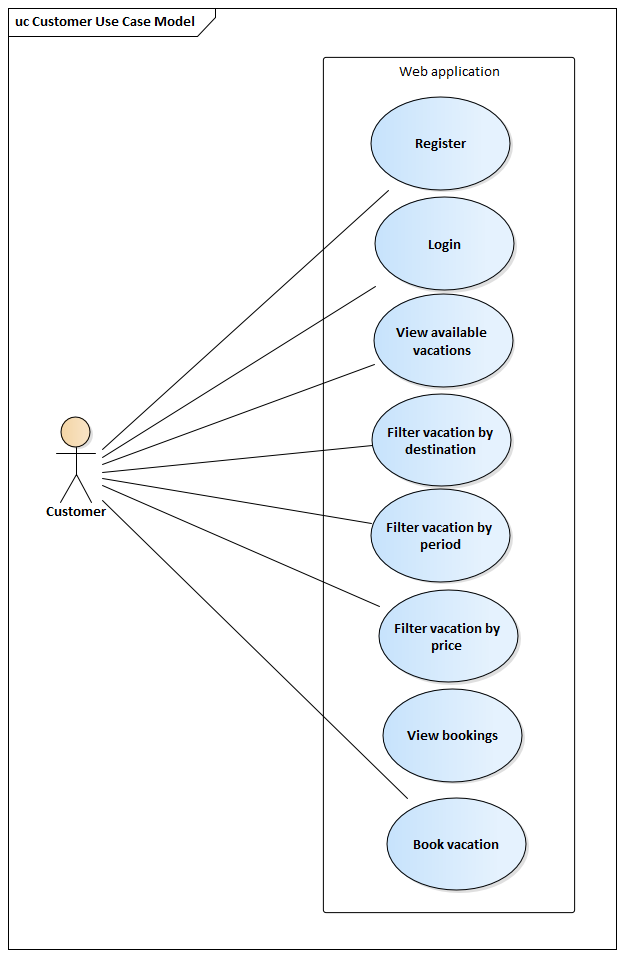 uc Customer Use Case Model
Web application
Register
Login
View available
vacations
Filter vacation by
destination
Filter vacation by
period
Filter vacation by
price
View bookings
Book vacation
Customer